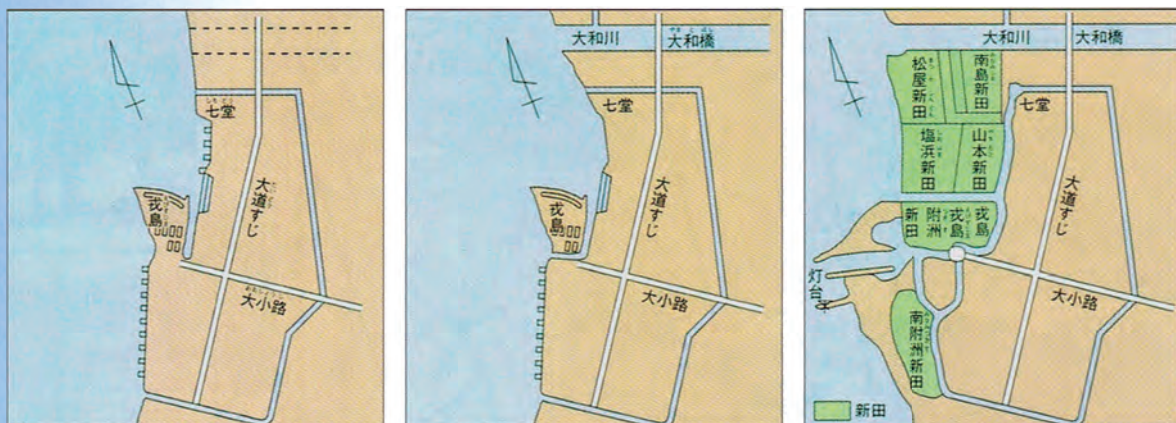 七堂
戎島
大道すじ
大小路
大和川
大和橋
七堂
戎島
大道すじ
大小路
大和川
大和橋
松屋新田
南島新田
七堂
塩浜新田
山本新田
大道すじ
新田
附洲
戎島
戎島
灯台
大小路
南附洲新田
新田